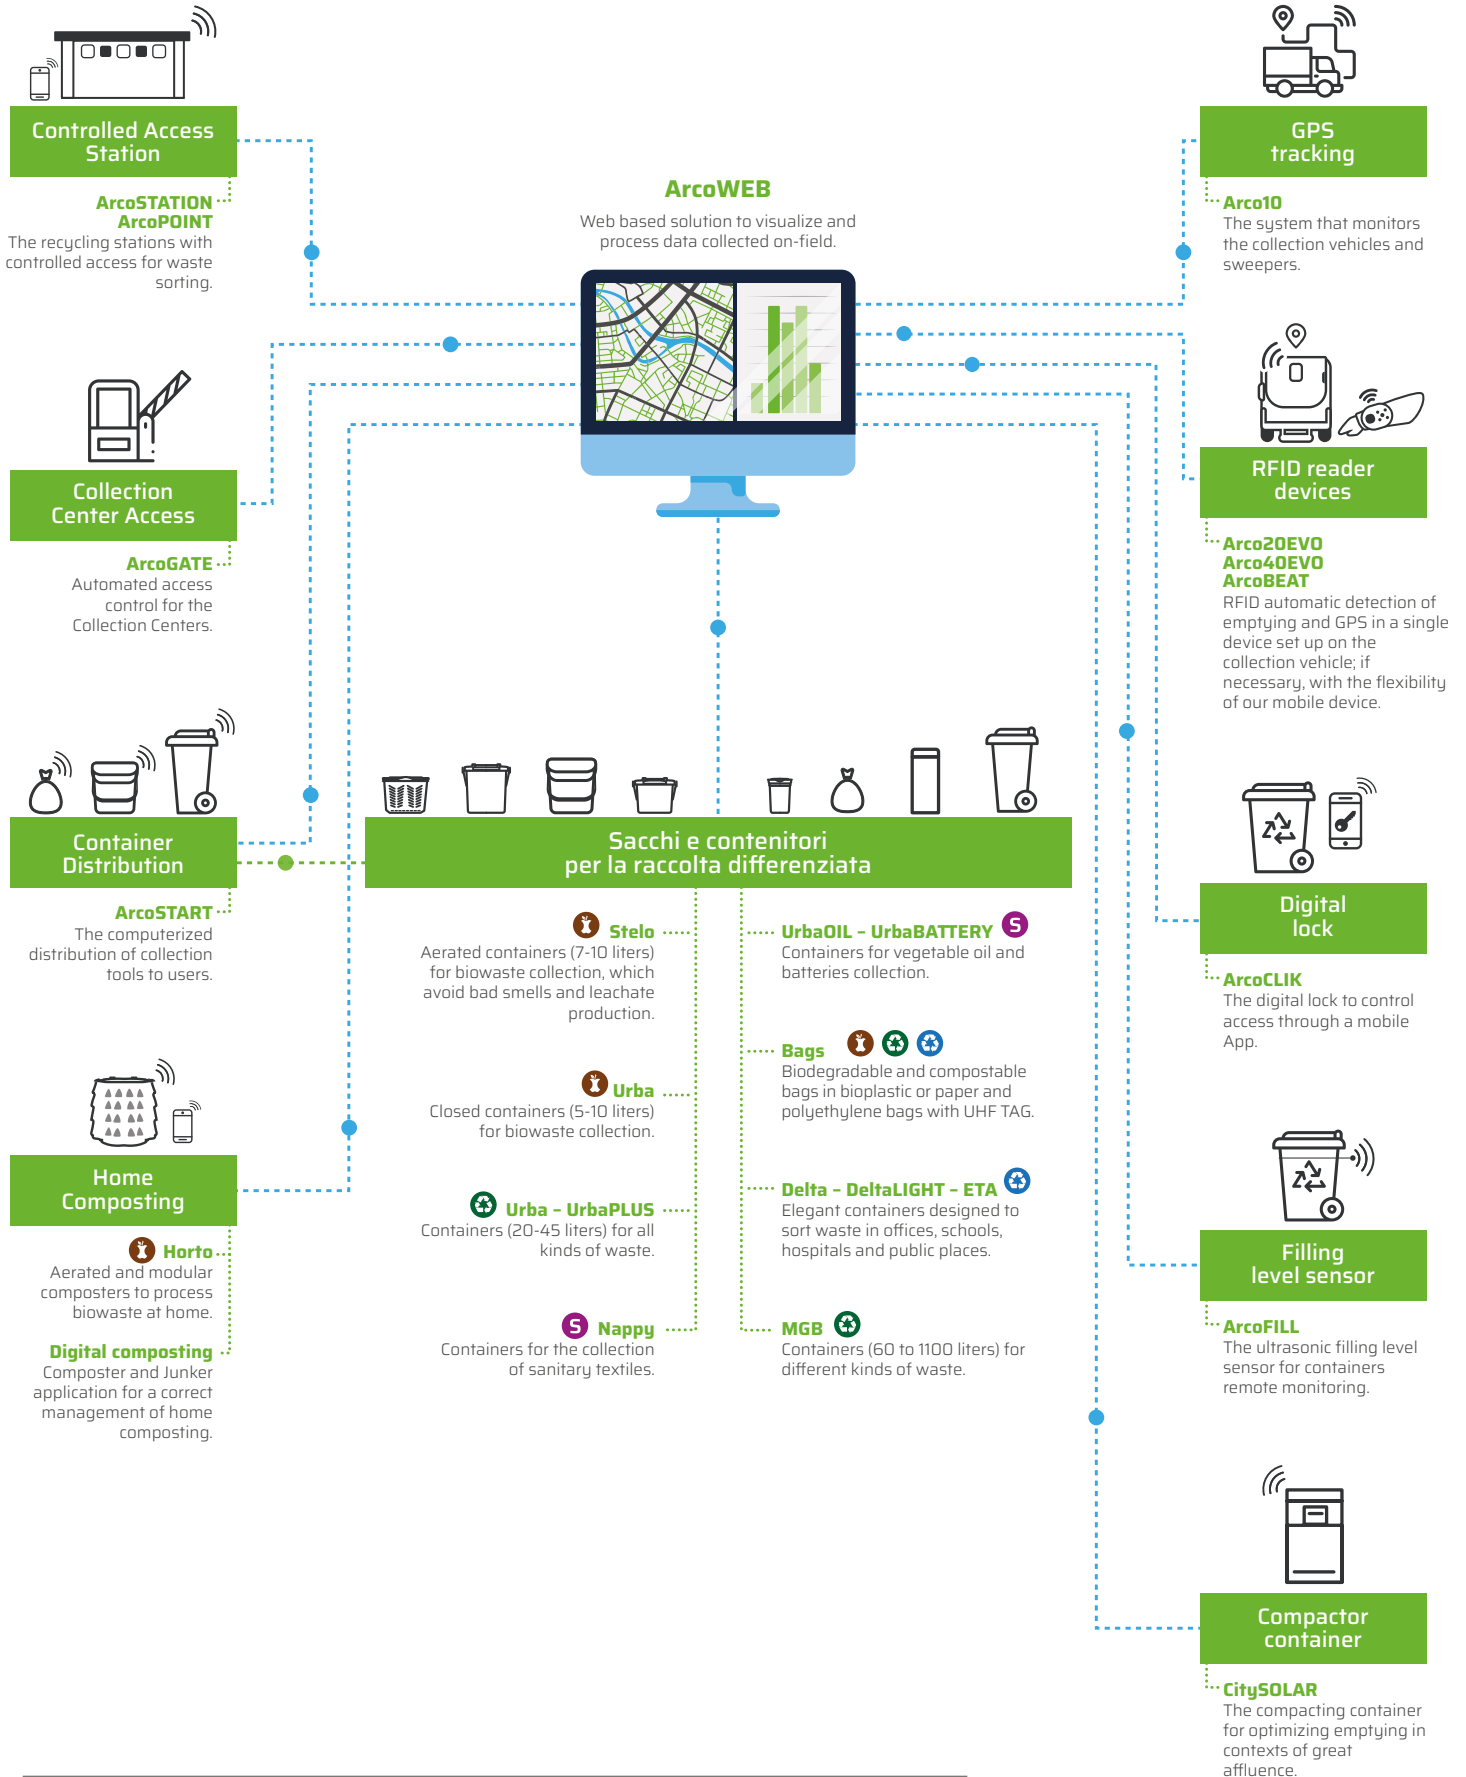 Controlled Access
Station
ArcoSTATION
ArcoPOINT
The recycling stations with
controlled access for waste
sorting.
Collection
Center Access
ArcoGATE
Automated access
control for the
Collection Centers.
Container
Distribution
ArcoSTART
The computerized
distribution of collection
tools to users.
Home
Composting
Horto
Aerated and modular
composters to process
biowaste at home.
Digital composting
Composter and Junker
application for a correct
management of home
composting.
ArcoWEB
Web based solution to visualize and
process data collected on-field.
Sacchi e contenitori
per la raccolta differenziata
Stelo
Aerated containers (7-10 liters)
for biowaste collection, which
avoid bad smells and leachate
production.
Urba
Closed containers (5-10 liters)
for biowaste collection.
Urba – UrbaPLUS
Containers (20-45 liters) for all
kinds of waste.
S Nappy
Containers for the collection
of sanitary textiles.
UrbaOIL – UrbaBATTERY S
Containers for vegetable oil and
batteries collection.
Bags
Biodegradable and compostable
bags in bioplastic or paper and
polyethylene bags with UHF TAG.
Delta – DeltaLIGHT – ETA
Elegant containers designed to
sort waste in offices, schools,
hospitals and public places.
MGB
Containers (60 to 1100 liters) for
different kinds of waste.
GPS
tracking
Arco10
The system that monitors
the collection vehicles and
sweepers.
RFID reader
devices
Arco20EVO
Arco40EVO
ArcoBEAT
RFID automatic detection of
emptying and GPS in a single
device set up on the
collection vehicle; if
necessary, with the flexibility
of our mobile device.
Digital
lock
ArcoCLIK
The digital lock to control
access through a mobile
App.
Filling
level sensor
ArcoFILL
The ultrasonic filling level
sensor for containers
remote monitoring.
Compactor
container
CitySOLAR
The compacting container
for optimizing emptying in
contexts of great
affluence.